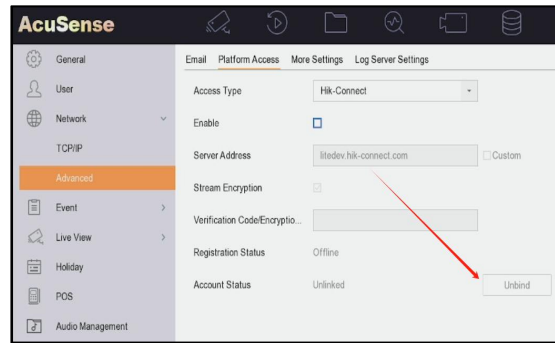 AcuSense
General
User
Network
TCP/IP
Advanced
Event
Live View
Holiday
POS
Audio Management
Email Platform Access More Settings Log Server Settings
Access Type Hik-Connect
Enable
Server Address litedev.hik-connect.com Custom
Stream Encryption
Verification Code/Encryptio...
Registration Status Offline
Account Status Unlinked Unbind